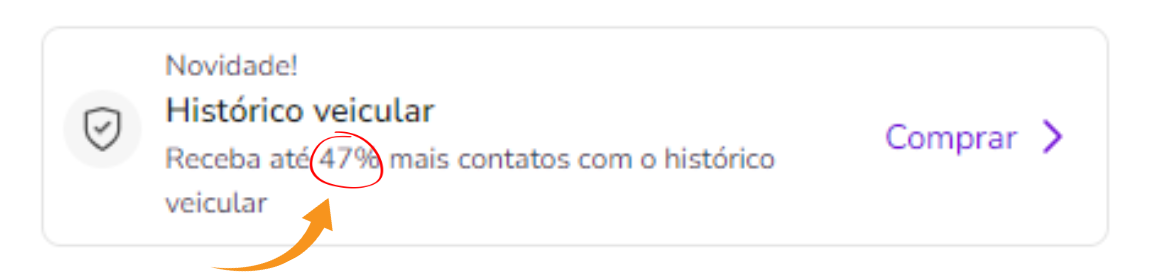 Novidade!
Histórico veicular
Receba até 47% mais contatos com o histórico
veicular
Comprar